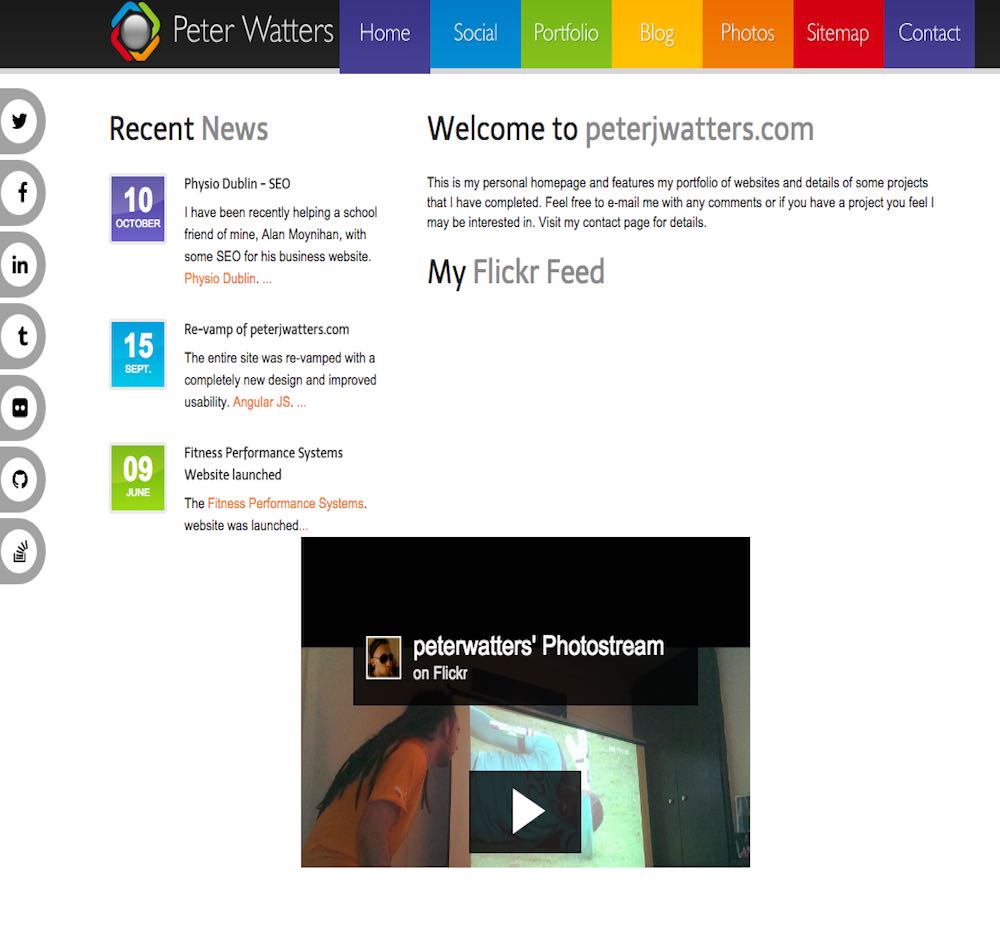 Peter Watters
Home
Social
Portfolio
Blog
Photos
Sitemap
Contact
Recent News
10
OCTOBER
Physio Dublin - SEO
I have been recently helping a school
friend of mine, Alan Moynihan, with
some SEO for his business website.
Physio Dublin. ...
15
SEPT.
Re-vamp of peterjwatters.com
The entire site was re-vamped with a
completely new design and improved
usability. Angular JS. ...
09
JUNE
Fitness Performance Systems
Website launched
The Fitness Performance Systems.
website was launched...
Welcome to peterjwatters.com
This is my personal homepage and features my portfolio of websites and details of some projects
that I have completed. Feel free to e-mail me with any comments or if you have a project you feel I
may be interested in. Visit my contact page for details.
My Flickr Feed
peterwatters' Photostream
on Flickr